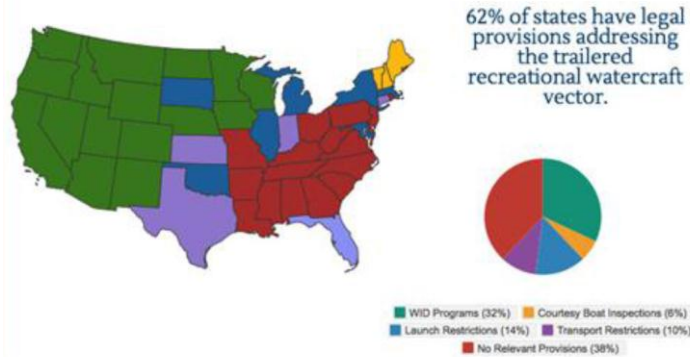 62% of states have legal
provisions addressing
the trailered
recreational watercraft
vector.
WID Programs (32%)
Courtesy Boat Inspections (6%)
Launch Restrictions (14%)
Transport Restrictions (10%)
No Relevant Provisions (38%)